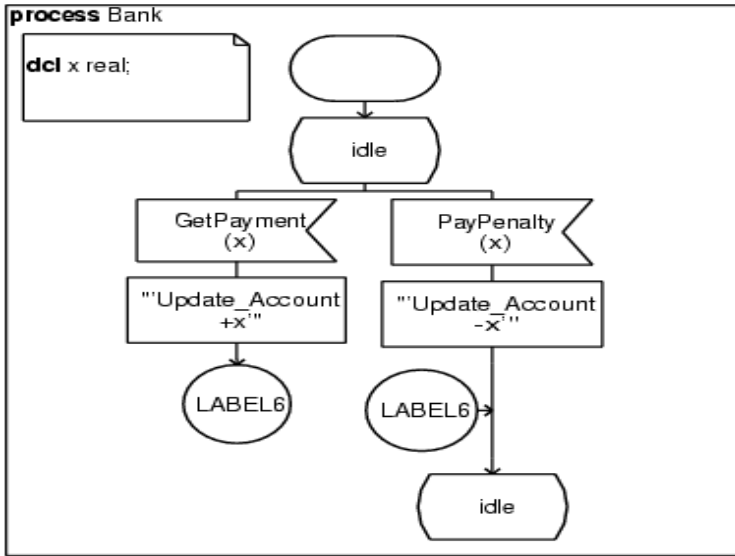 process Bank
dcl x real;
idle
GetPayment
(x)
PayPenalty
(x)
"'Update_Account
+x'"
"'Update_Account
-x'"
LABEL6
LABEL6
idle